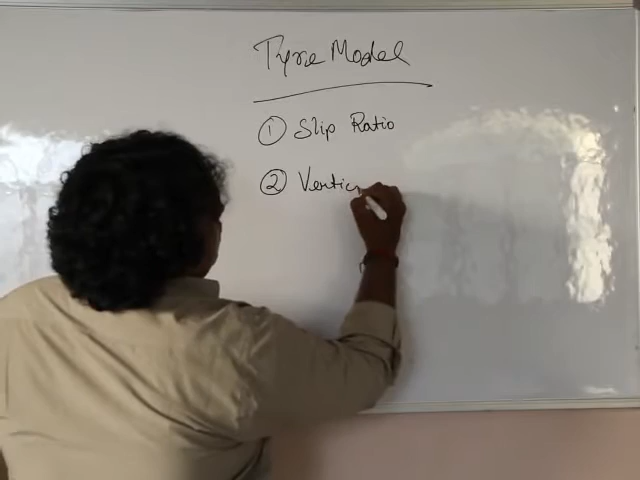 Tyre Model
① Slip Ratio
② Vertic